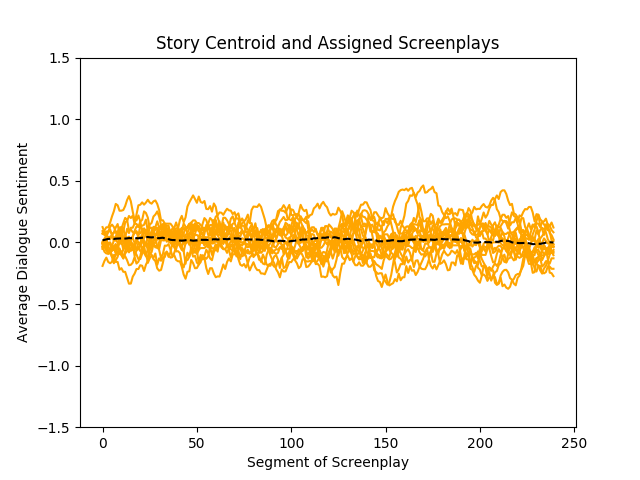 Story Centroid and Assigned Screenplays
1.5
1.0
0.5
0.0
−0.5
−1.0
−1.5
Average Dialogue Sentiment
0 50 100 150 200 250
Segment of Screenplay